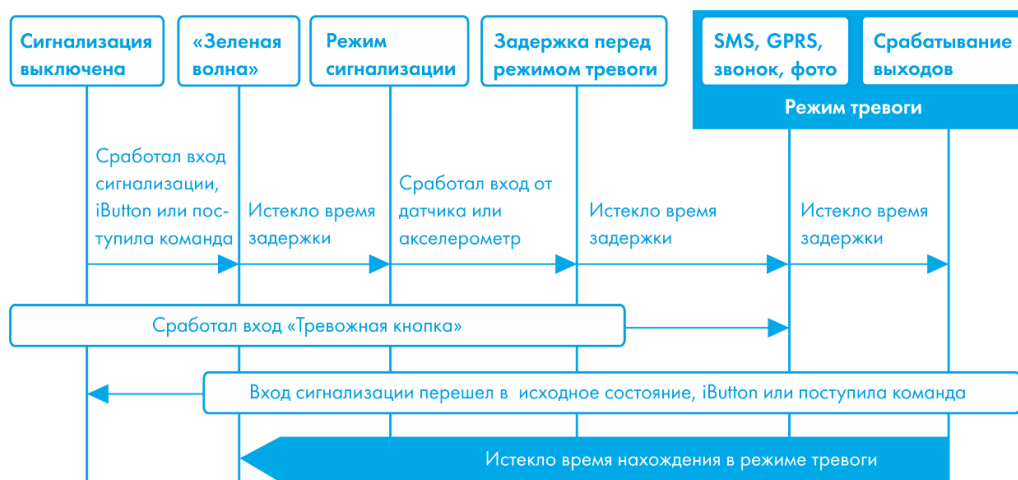 Сигнализация
выключена
«Зеленая
волна»
Режим
сигнализации
Задержка перед
режимом тревоги
SMS, GPRS,
звонок, фото
Срабатывание
выходов
Режим тревоги
Сработал вход
сигнализации,
iButton или пос-
тупила команда
Истекло время
задержки
Сработал вход от
датчика или
акселерометр
Истекло время
задержки
Истекло время
задержки
Сработал вход «Тревожная кнопка»
Вход сигнализации перешел в исходное состояние, iButton или поступила команда
Истекло время нахождения в режиме тревоги